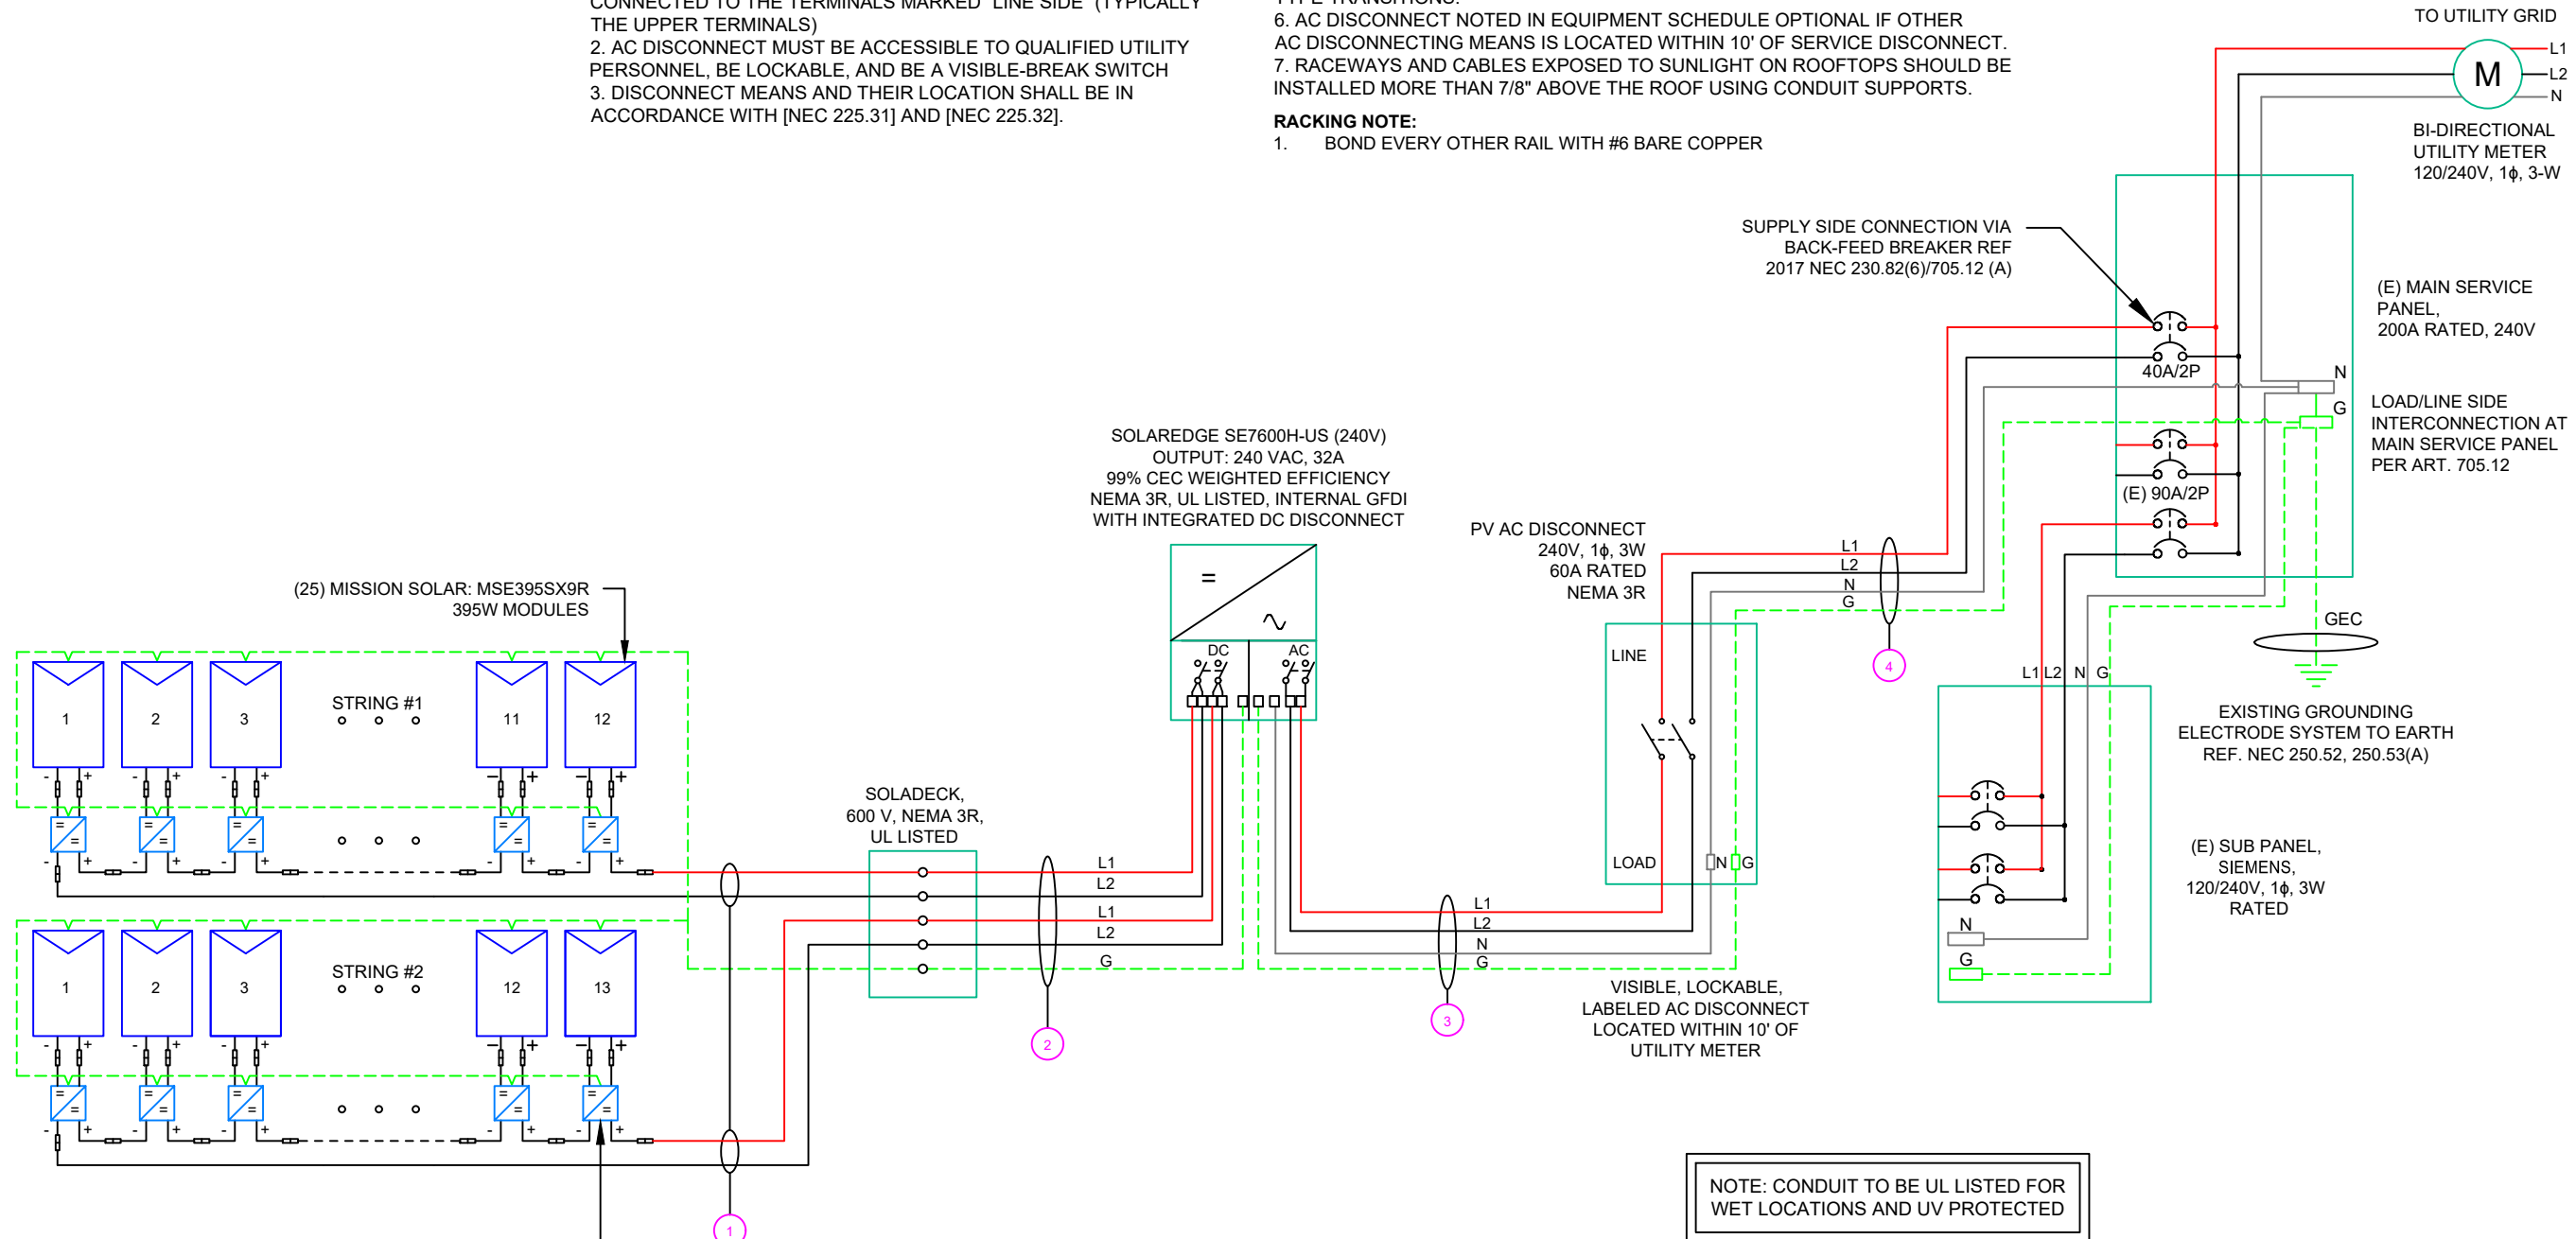 CONNECTED TO THE TERMINALS MARKED "LINE SIDE" (TYPICALLY
THE UPPER TERMINALS)
2. AC DISCONNECT MUST BE ACCESSIBLE TO QUALIFIED UTILITY
PERSONNEL, BE LOCKABLE, AND BE A VISIBLE-BREAK SWITCH
3. DISCONNECT MEANS AND THEIR LOCATION SHALL BE IN
ACCORDANCE WITH [NEC 225.31] AND [NEC 225.32].
TYPE TRANSITIONS.
6. AC DISCONNECT NOTED IN EQUIPMENT SCHEDULE OPTIONAL IF OTHER
AC DISCONNECTING MEANS IS LOCATED WITHIN 10' OF SERVICE DISCONNECT.
7. RACEWAYS AND CABLES EXPOSED TO SUNLIGHT ON ROOFTOPS SHOULD BE
INSTALLED MORE THAN 7/8" ABOVE THE ROOF USING CONDUIT SUPPORTS.
RACKING NOTE:
1. BOND EVERY OTHER RAIL WITH #6 BARE COPPER
TO UTILITY GRID
L1
L2
N
M
BI-DIRECTIONAL
UTILITY METER
120/240V, 1ϕ, 3-W
SUPPLY SIDE CONNECTION VIA
BACK-FEED BREAKER REF
2017 NEC 230.82(6)/705.12 (A)
(E) MAIN SERVICE
PANEL,
200A RATED, 240V
40A/2P
N
G
LOAD/LINE SIDE
INTERCONNECTION AT
MAIN SERVICE PANEL
PER ART. 705.12
(E) 90A/2P
SOLAREDGE SE7600H-US (240V)
OUTPUT: 240 VAC, 32A
99% CEC WEIGHTED EFFICIENCY
NEMA 3R, UL LISTED, INTERNAL GFDI
WITH INTEGRATED DC DISCONNECT
=
DC
AC
PV AC DISCONNECT
240V, 1ϕ, 3W
60A RATED
NEMA 3R
L1
L2
N
G
4
LINE
LOAD
N
G
GEC
EXISTING GROUNDING
ELECTRODE SYSTEM TO EARTH
REF. NEC 250.52, 250.53(A)
L1 L2 N G
(E) SUB PANEL,
SIEMENS,
120/240V, 1ϕ, 3W
RATED
N
G
(25) MISSION SOLAR: MSE395SX9R
395W MODULES
1 2 3 STRING #1 11 12
- + - + - + - + - +
= = = = = = = = = =
- + - + - + - + - +
SOLADECK,
600 V, NEMA 3R,
UL LISTED
L1
L2
L1
L2
G
2
1 2 3 STRING #2 12 13
- + - + - + - + - +
= = = = = = = = = =
- + - + - + - + - +
1
L1
L2
N
G
3
VISIBLE, LOCKABLE,
LABELED AC DISCONNECT
LOCATED WITHIN 10' OF
UTILITY METER
NOTE: CONDUIT TO BE UL LISTED FOR
WET LOCATIONS AND UV PROTECTED